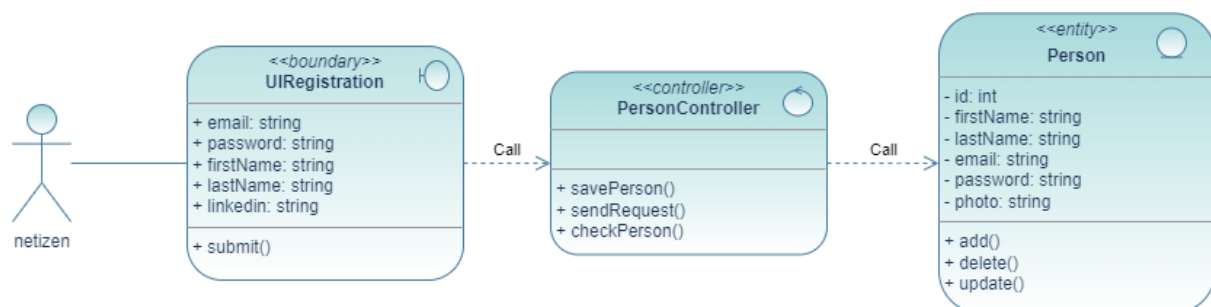 netizen
<<boundary>>
UIRegistration
+ email: string
+ password: string
+ firstName: string
+ lastName: string
+ linkedin: string
+ submit()
Call
<<controller>>
PersonController
+ savePerson()
+ sendRequest()
+ checkPerson()
Call
<<entity>>
Person
- id: int
- firstName: string
- lastName: string
- email: string
- password: string
- photo: string
+ add()
+ delete()
+ update()